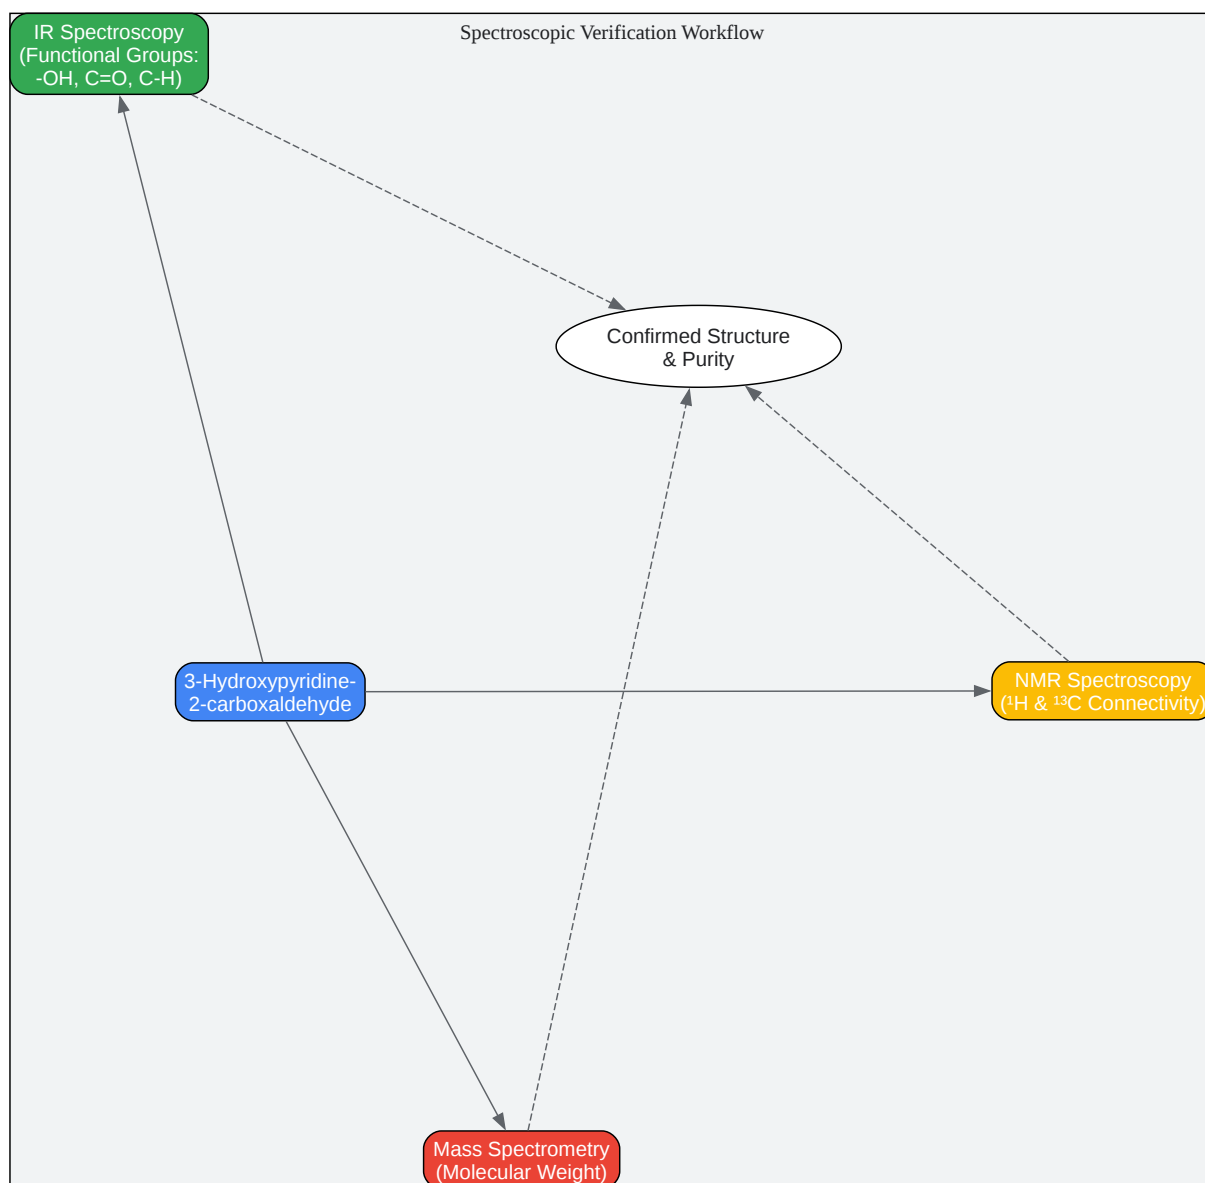 IR Spectroscopy
(Functional Groups:
-OH, C=O, C-H)
Spectroscopic Verification Workflow
Confirmed Structure
& Purity
3-Hydroxypyridine-
2-carboxaldehyde
NMR Spectroscopy
(¹H & ¹³C Connectivity)
Mass Spectrometry
(Molecular Weight)